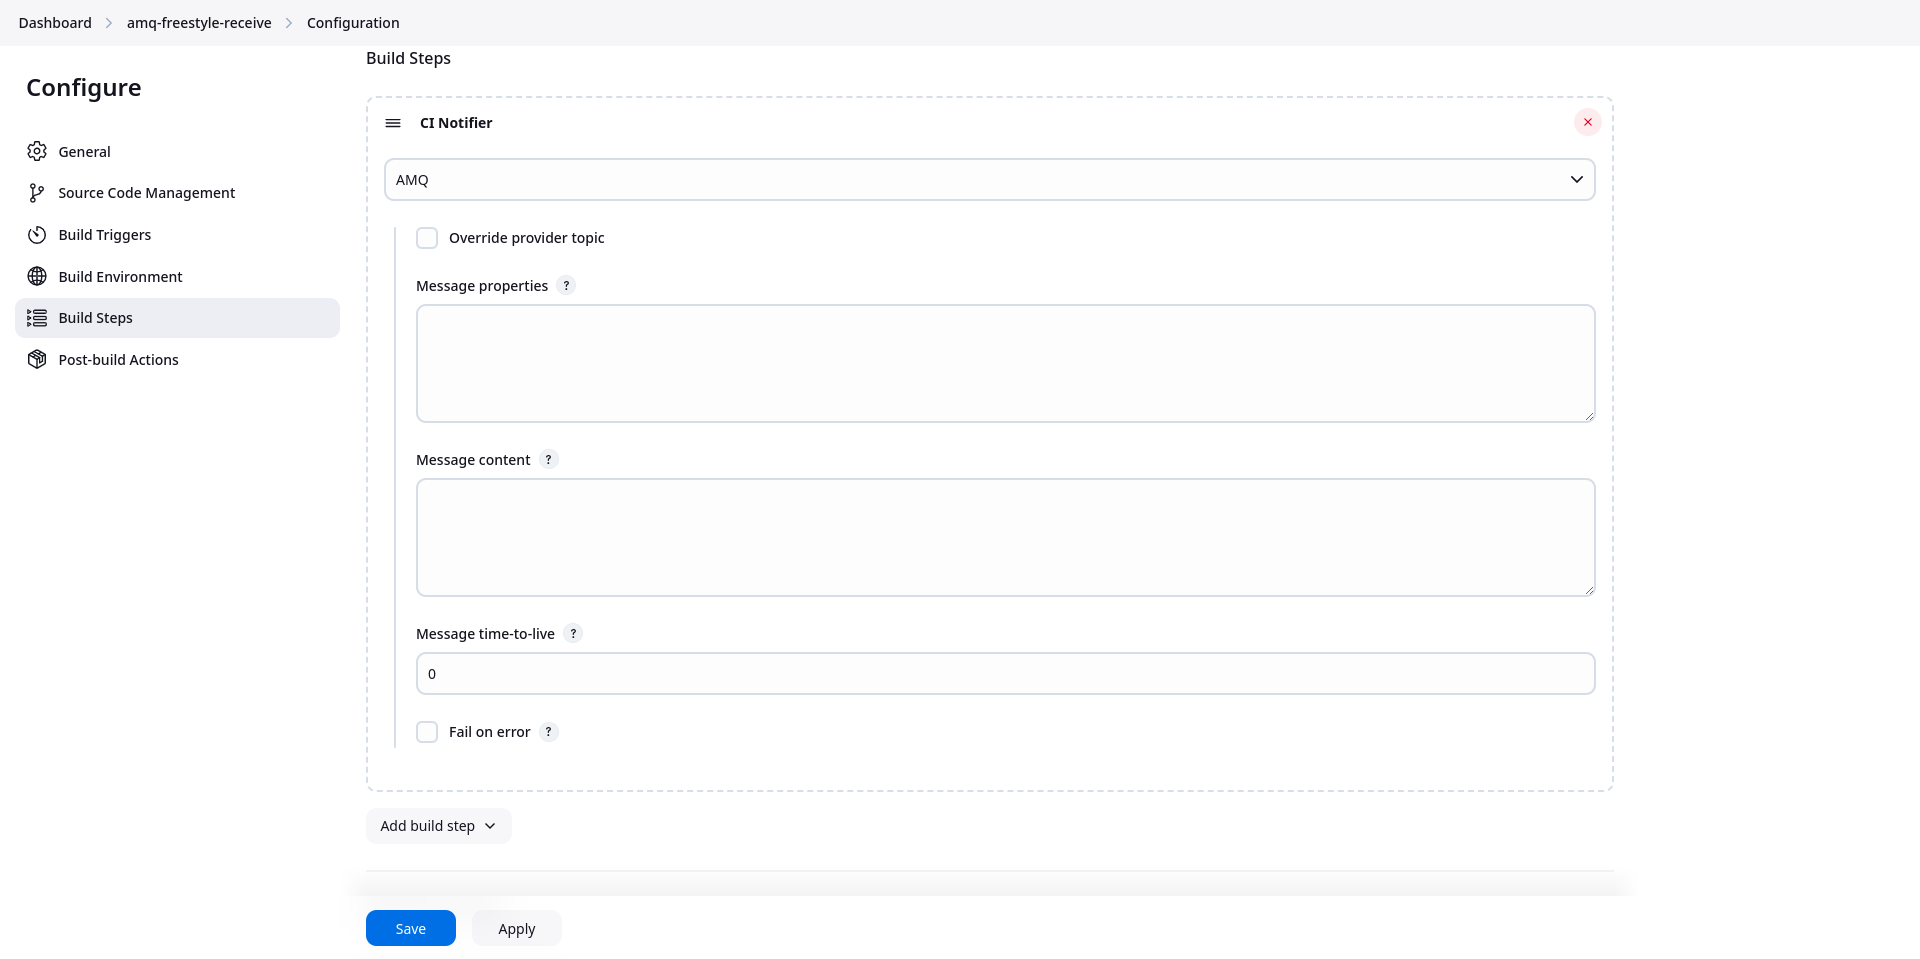 Dashboard > amq-freestyle-receive > Configuration
Configure
General
Source Code Management
Build Triggers
Build Environment
Build Steps
Post-build Actions
Build Steps
CI Notifier
AMQ
Override provider topic
Message properties ?
Message content ?
Message time-to-live ?
0
Fail on error ?
Add build step
Save Apply